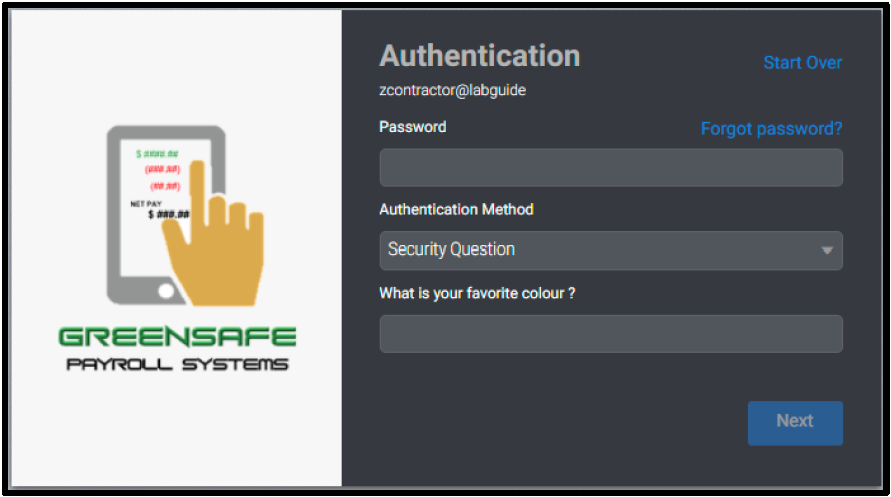 Authentication
Start Over
zcontractor@labguide
Password
Forgot password?
Authentication Method
Security Question
What is your favorite colour ?
Next
$ ####.##
(###.##)
(##.##)
NET PAY
$ ###.##
GREENSAFE
PAYROLL SYSTEMS